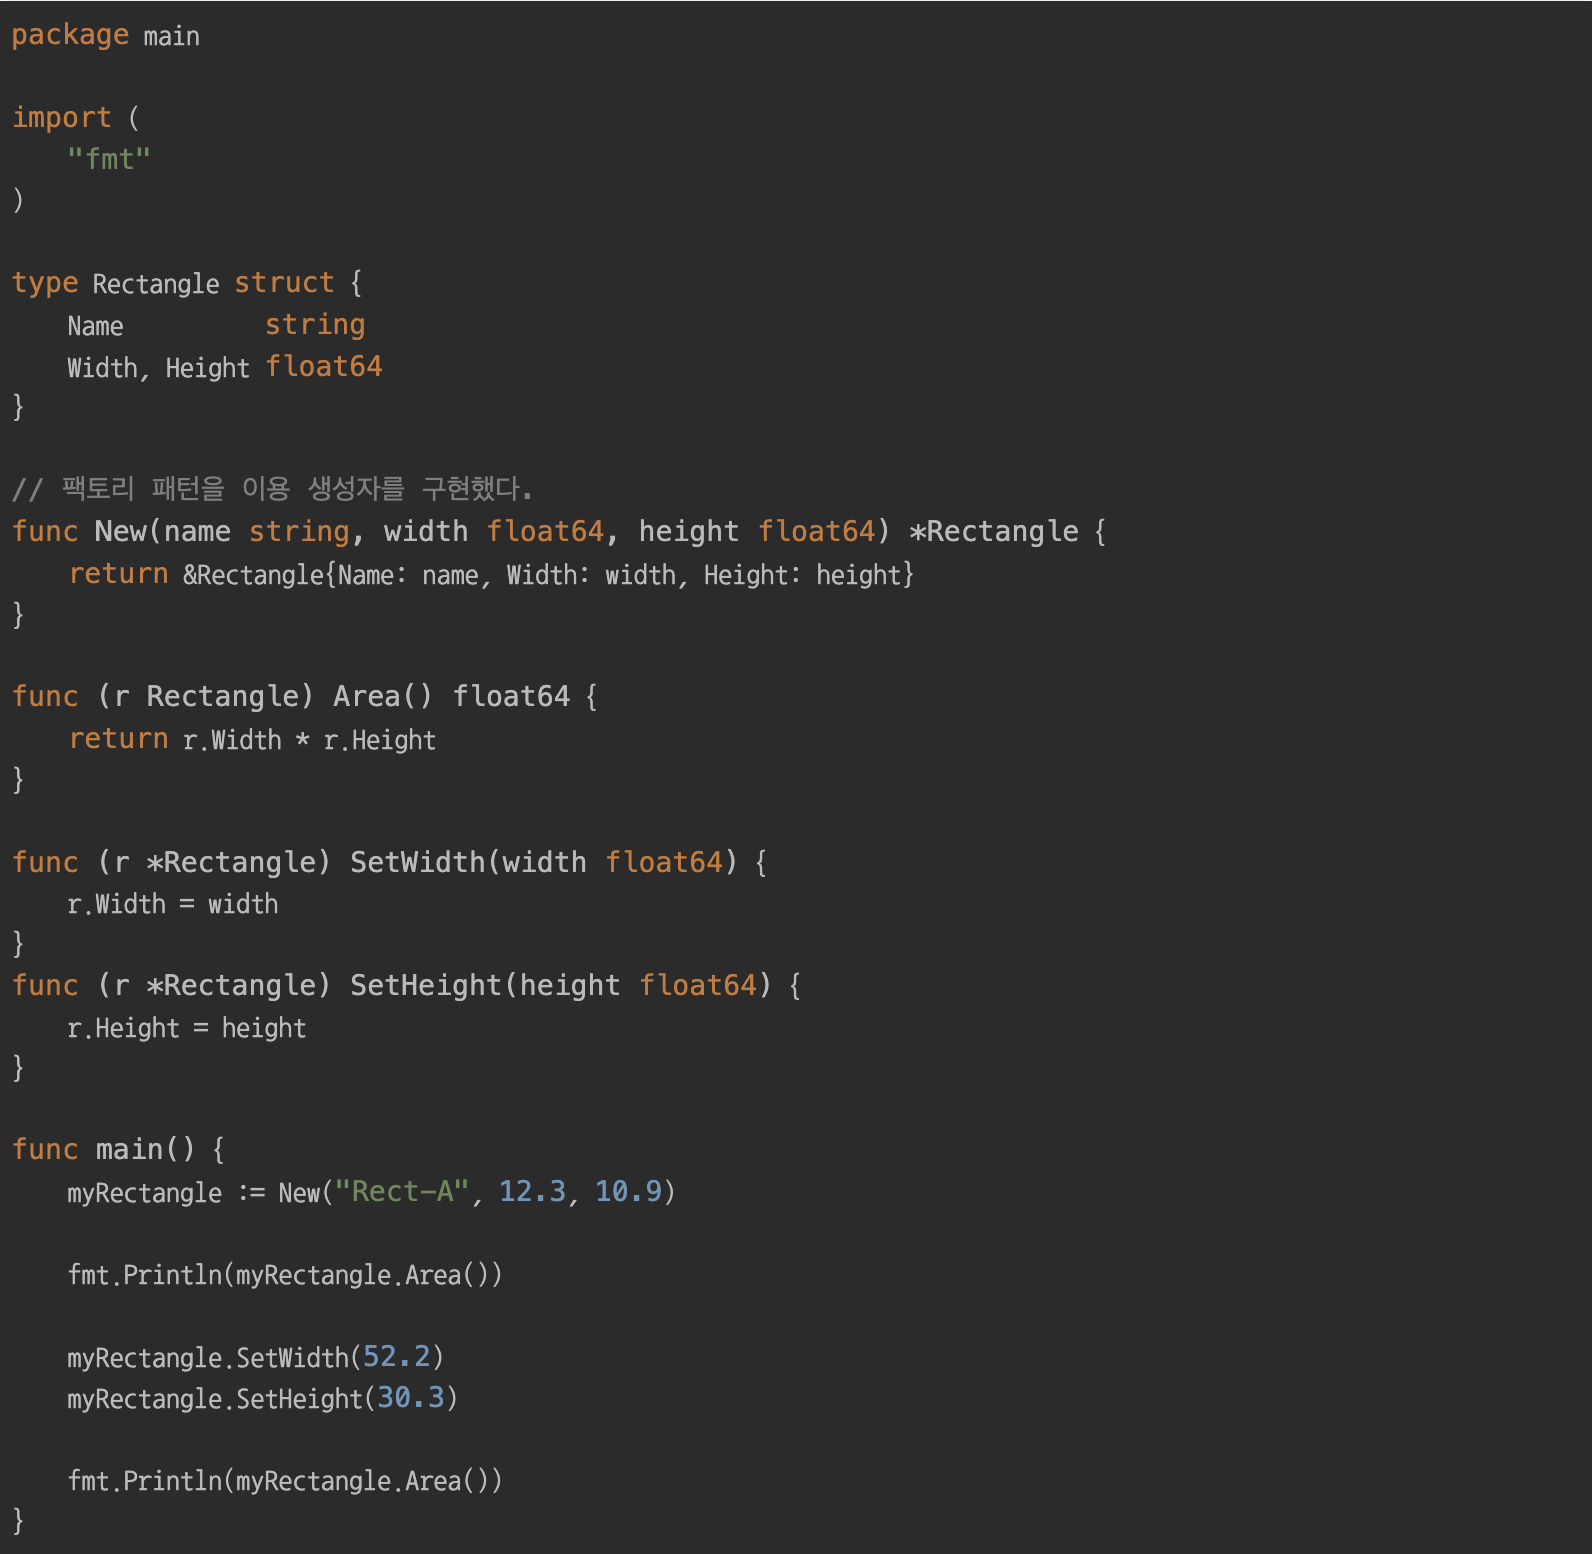 package main
import (
"fmt"
)
type Rectangle struct {
Name string
Width, Height float64
}
// 팩토리 패턴을 이용 생성자를 구현했다.
func New(name string, width float64, height float64) *Rectangle {
return &Rectangle{Name: name, Width: width, Height: height}
}
func (r Rectangle) Area() float64 {
return r.Width * r.Height
}
func (r *Rectangle) SetWidth(width float64) {
r.Width = width
}
func (r *Rectangle) SetHeight(height float64) {
r.Height = height
}
func main() {
myRectangle := New("Rect-A", 12.3, 10.9)
fmt.Println(myRectangle.Area())
myRectangle.SetWidth(52.2)
myRectangle.SetHeight(30.3)
fmt.Println(myRectangle.Area())
}